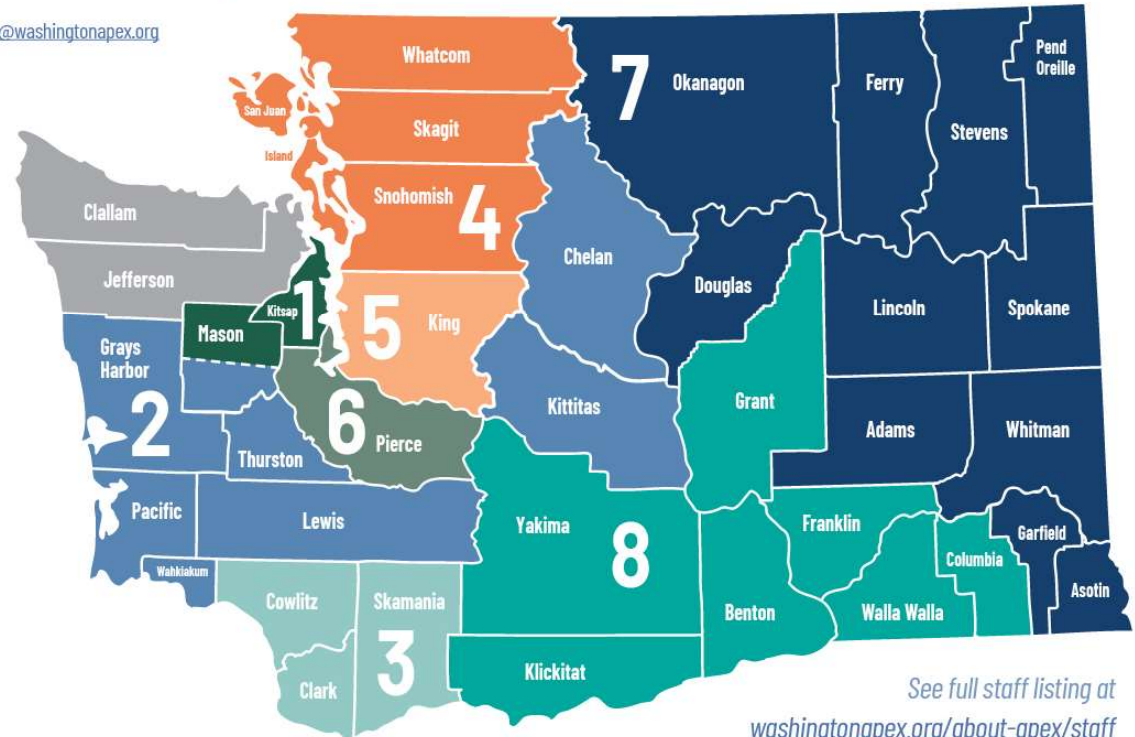 @washingtonapex.org
Whatcom
San Juan
Skagit
Island
Snohomish
4
7
Okanagon
Ferry
Stevens
Pend
Oreille
Clallam
Jefferson
Kitsap
1
Mason
Grays
Harbor
2
5
King
Chelan
Douglas
Lincoln
Spokane
6
Pierce
Kittitas
Grant
Adams
Whitman
Thurston
Pacific
Lewis
Wahkiakum
Yakima
8
Franklin
Columbia
Garfield
Asotin
Cowlitz
Skamania
3
Clark
Klickitat
Benton
Walla Walla
See full staff listing at
washingtonapex.org/about-apex/staff